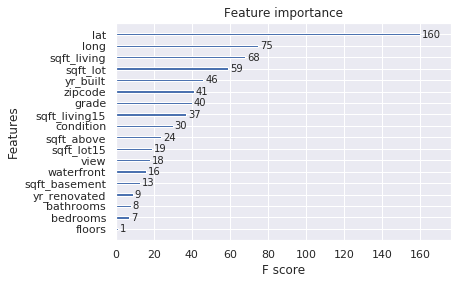 Feature importance
Features
lat 160
long 75
sqft_living 68
sqft_lot 59
yr_built 46
zipcode 41
grade 40
sqft_living15 37
condition 30
sqft_above 24
sqft_lot15 19
view 18
waterfront 16
sqft_basement 13
yr_renovated 9
bathrooms 8
bedrooms 7
floors 1
0 20 40 60 80 100 120 140 160
F score